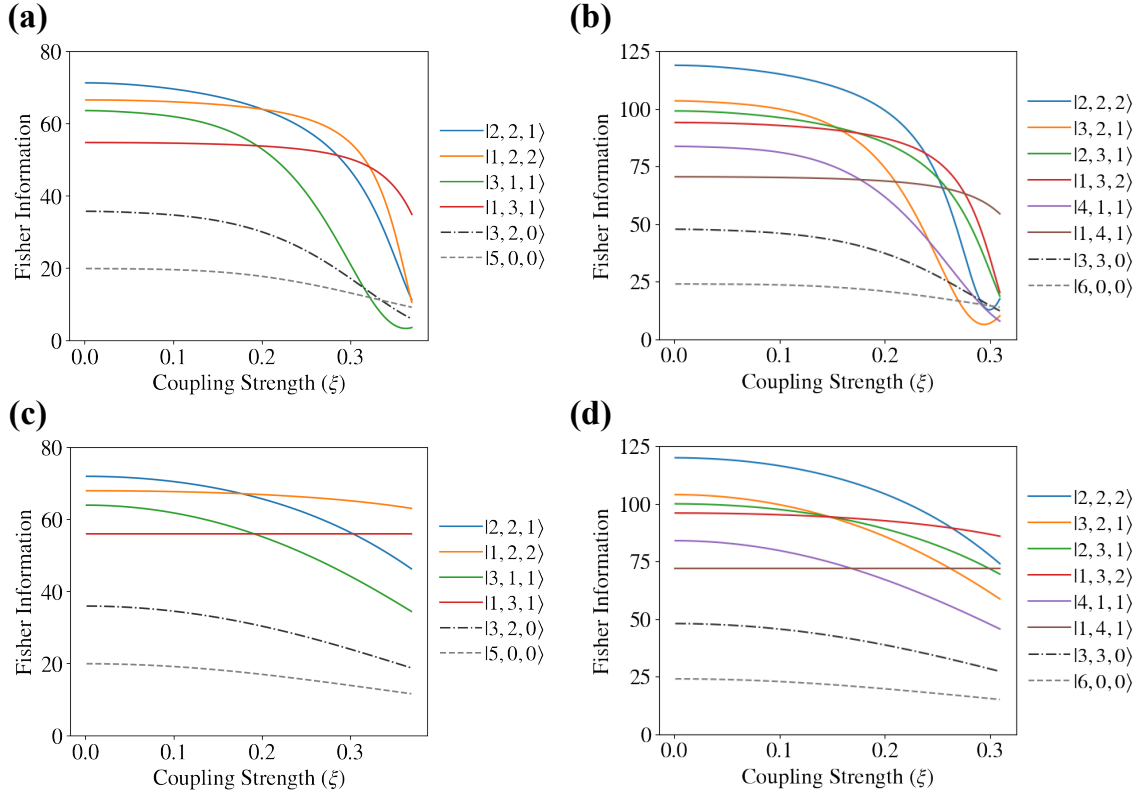 (a)
80
60
40
20
0
Fisher Information
0.0 0.1 0.2 0.3
Coupling Strength (ξ)
|2, 2, 1⟩
|1, 2, 2⟩
|3, 1, 1⟩
|1, 3, 1⟩
|3, 2, 0⟩
|5, 0, 0⟩
(b)
125
100
75
50
25
0
Fisher Information
0.0 0.1 0.2 0.3
Coupling Strength (ξ)
|2, 2, 2⟩
|3, 2, 1⟩
|2, 3, 1⟩
|1, 3, 2⟩
|4, 1, 1⟩
|1, 4, 1⟩
|3, 3, 0⟩
|6, 0, 0⟩
(c)
80
60
40
20
0
Fisher Information
0.0 0.1 0.2 0.3
Coupling Strength (ξ)
|2, 2, 1⟩
|1, 2, 2⟩
|3, 1, 1⟩
|1, 3, 1⟩
|3, 2, 0⟩
|5, 0, 0⟩
(d)
125
100
75
50
25
0
Fisher Information
0.0 0.1 0.2 0.3
Coupling Strength (ξ)
|2, 2, 2⟩
|3, 2, 1⟩
|2, 3, 1⟩
|1, 3, 2⟩
|4, 1, 1⟩
|1, 4, 1⟩
|3, 3, 0⟩
|6, 0, 0⟩